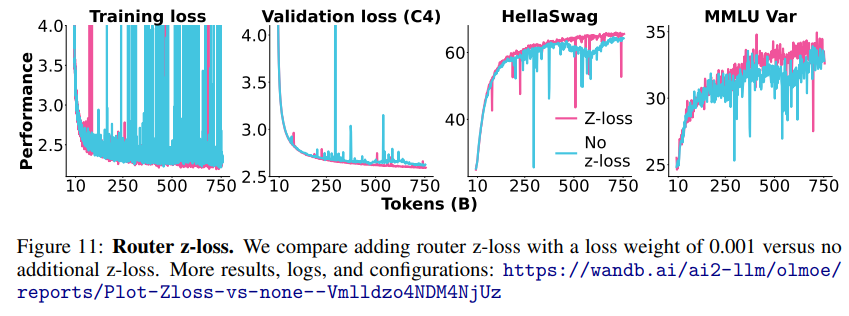 Training loss
Validation loss (C4)
HellaSwag
MMLU Var
Performance
4.0
3.5
3.0
2.5
10
250
500
750
4.0
3.0
2.5
10
250
500
750
60
40
10
250
500
750
Z-loss
No
z-loss
35
30
25
10
250
500
750
Tokens (B)
Figure 11: Router z-loss. We compare adding router z-loss with a loss weight of 0.001 versus no
additional z-loss. More results, logs, and configurations: https://wandb.ai/ai2-llm/olmoe/
reports/Plot-Zloss-vs-none--Vmlldzo4NDM4NjUz